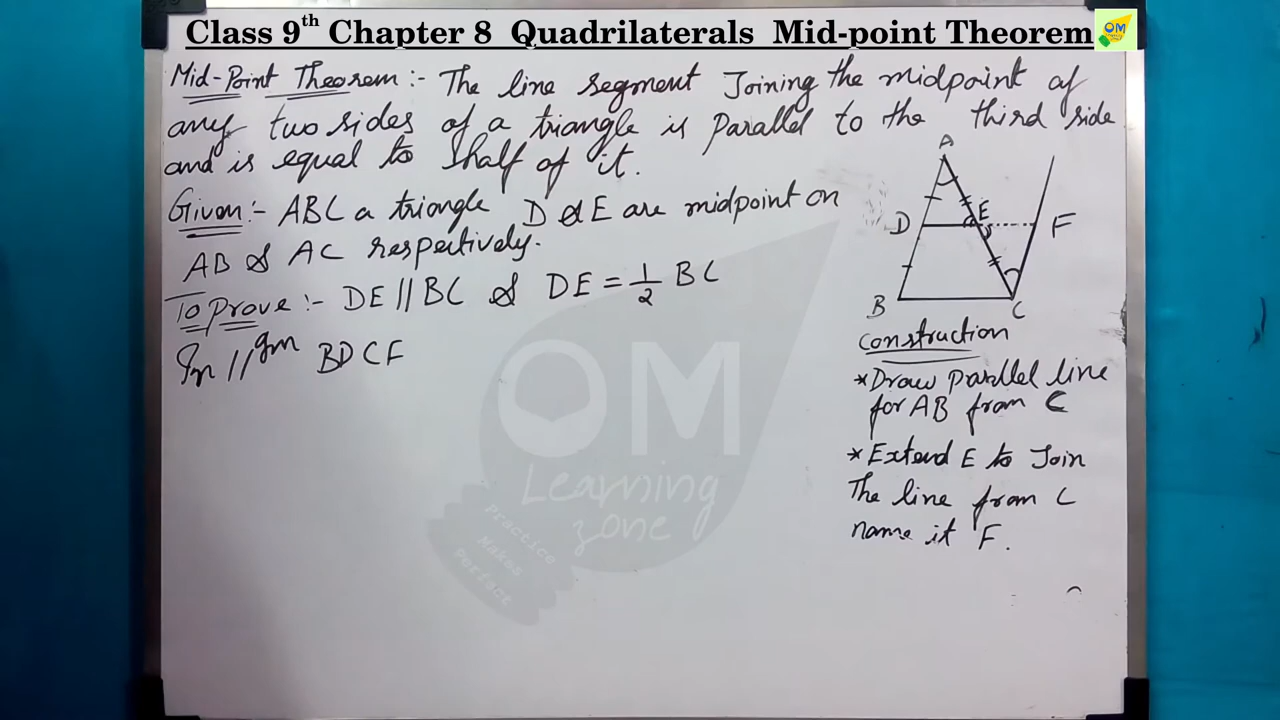 Class 9th Chapter 8 Quadrilaterals Mid-point Theorem
OM
Mid-Point Theorem:- The line segment Joining the midpoint of
any two sides of a triangle is parallel to the third side
and is equal to half of it.
Given:- ABC a triangle D & E are midpoint on
AB & AC respectively.
To Prove:- DE || BC & DE = 1/2 BC
In ||gm BDCF
A
D
E
F
B
C
Construction
*Draw parallel line
for AB from C
* Extend E to Join
The line from C
name it F.
OM
Learning
zone
Practice
Makes
Perfect